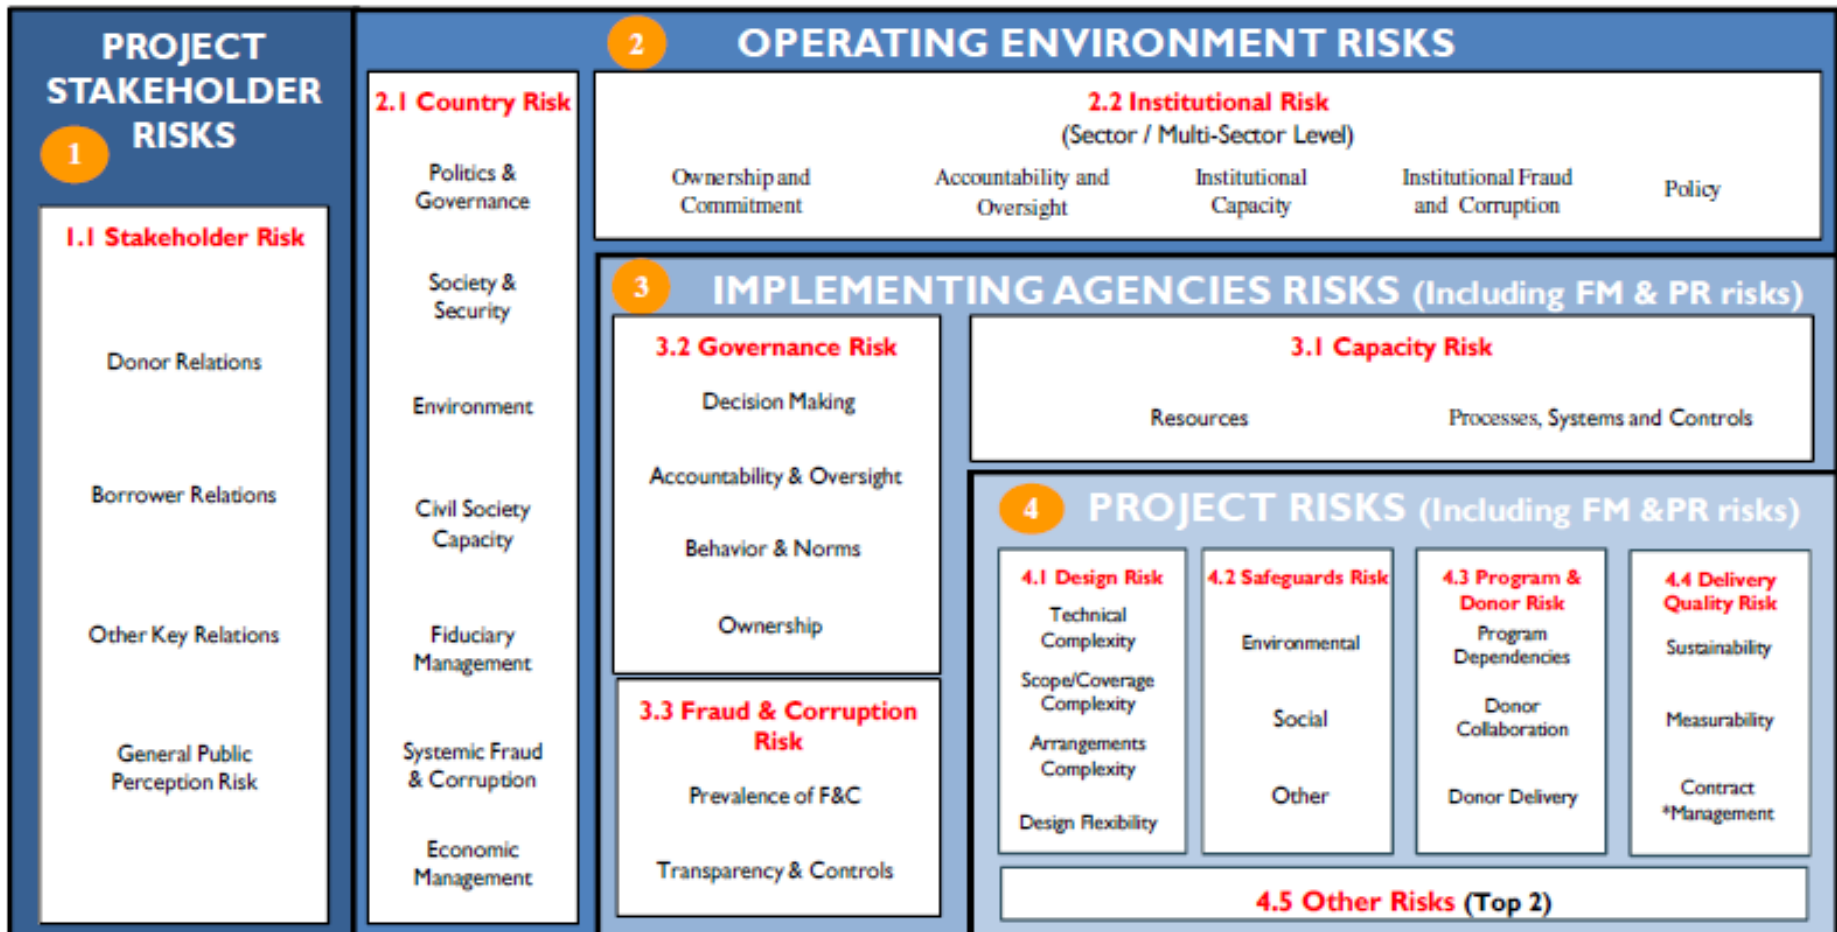 PROJECT
STAKEHOLDER
RISKS
1
1.1 Stakeholder Risk
Donor Relations
Borrower Relations
Other Key Relations
General Public
Perception Risk
2 OPERATING ENVIRONMENT RISKS
2.1 Country Risk
Politics &
Governance
Society &
Security
Environment
Civil Society
Capacity
Fiduciary
Management
Systemic Fraud
& Corruption
Economic
Management
2.2 Institutional Risk
(Sector / Multi-Sector Level)
Ownership and
Commitment
Accountability and
Oversight
Institutional
Capacity
Institutional Fraud
and Corruption
Policy
3 IMPLEMENTING AGENCIES RISKS (Including FM & PR risks)
3.2 Governance Risk
Decision Making
Accountability & Oversight
Behavior & Norms
Ownership
3.3 Fraud & Corruption
Risk
Prevalence of F&C
Transparency & Controls
3.1 Capacity Risk
Resources
Processes, Systems and Controls
4 PROJECT RISKS (Including FM &PR risks)
4.1 Design Risk
Technical
Complexity
Scope/Coverage
Complexity
Arrangements
Complexity
Design Flexibility
4.2 Safeguards Risk
Environmental
Social
Other
4.3 Program &
Donor Risk
Program
Dependencies
Donor
Collaboration
Donor Delivery
4.4 Delivery
Quality Risk
Sustainability
Measurability
Contract
*Management
4.5 Other Risks (Top 2)